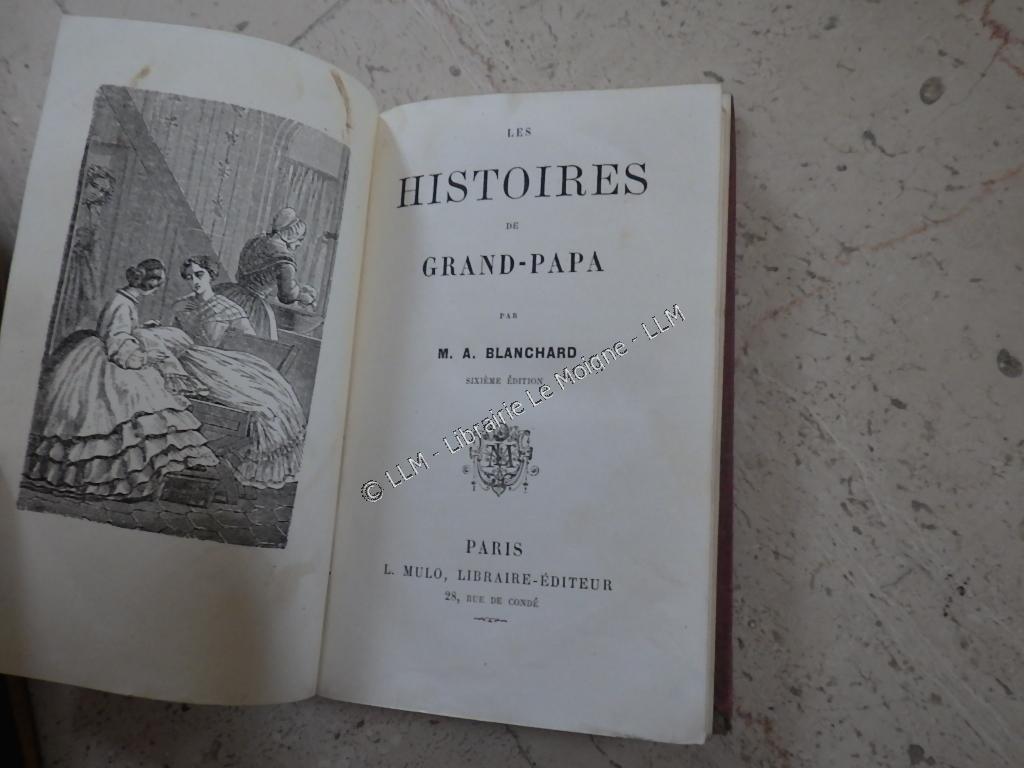 LES
HISTOIRES
DE
GRAND-PAPA
PAR
M. A. BLANCHARD
SIXIÈME ÉDITION
PARIS
L. MULO, LIBRAIRE-ÉDITEUR
28, RUE DE CONDÉ
© LLM - Librairie Le Moigne - LLM